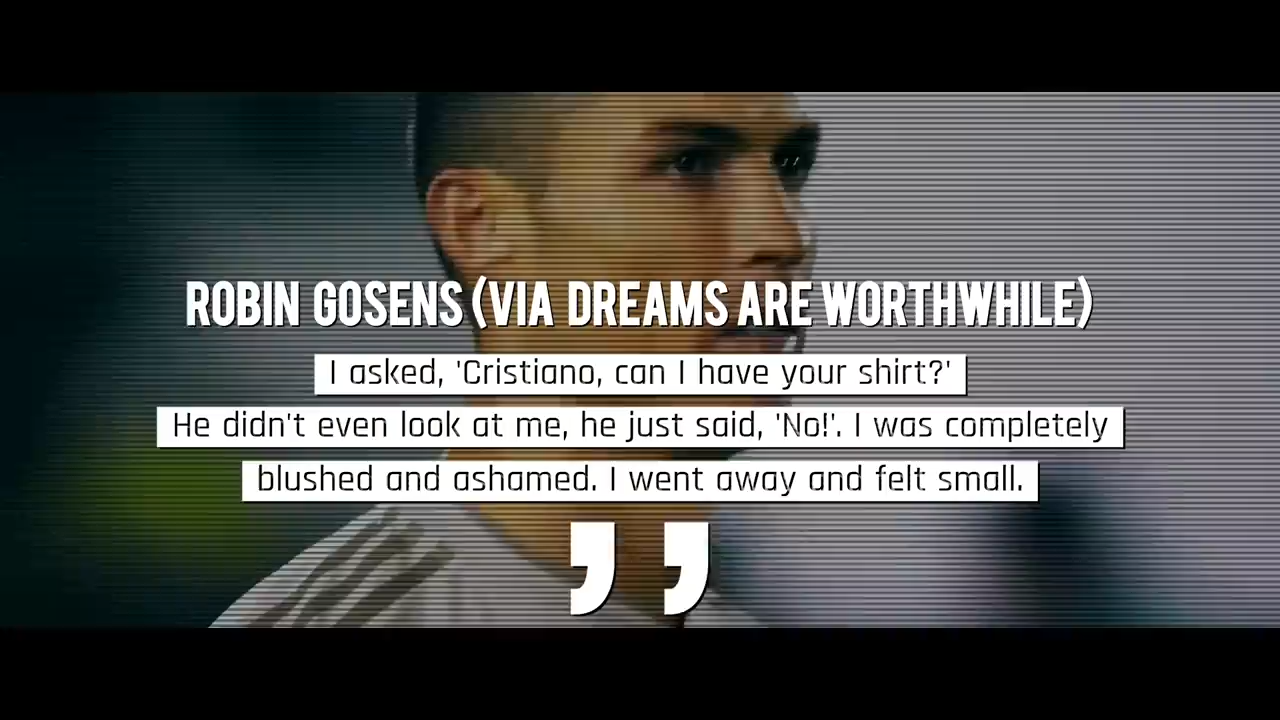 ROBIN GOSENS (VIA DREAMS ARE WORTHWHILE)
I asked, 'Cristiano, can I have your shirt?'
He didn't even look at me, he just said, 'No!'. I was completely
blushed and ashamed. I went away and felt small.
”